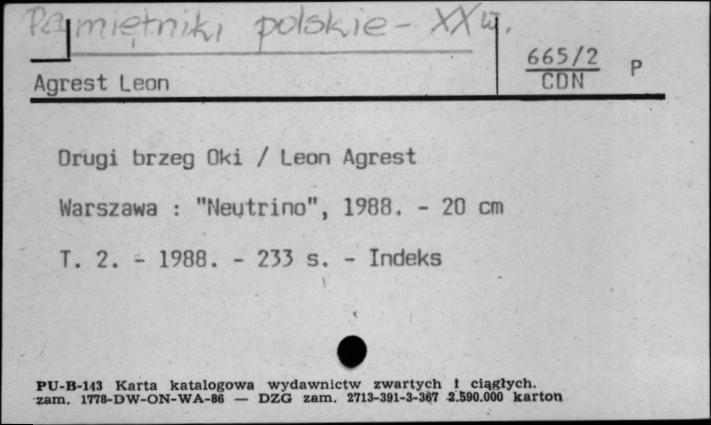 Pamiętniki polskie - XX w.
665/2
CDN
P
Agrest Leon
Drugi brzeg Oki / Leon Agrest
Warszawa : "Neutrino", 1988. - 20 cm
T. 2. - 1988. - 233 s. - Indeks
PU-B-143 Karta katalogowa wydawnictw zwartych i ciągłych.
zam. 1778-DW-ON-WA-86 — DZG zam. 2713-391-3-367 2.590.000 karton